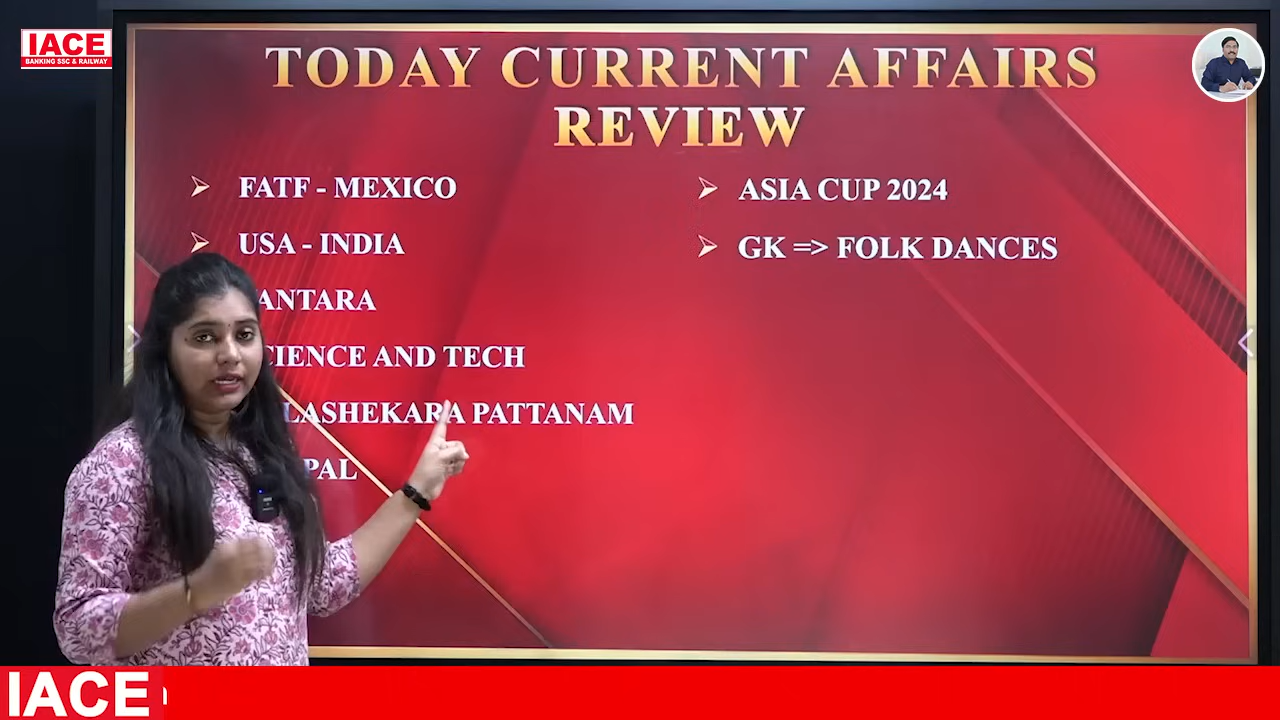 IACE
BANKING SSC & RAILWAY
TODAY CURRENT AFFAIRS
REVIEW
FATF - MEXICO
USA - INDIA
ANTARA
CIENCE AND TECH
LASHEKARA PATTANAM
PAL
ASIA CUP 2024
GK => FOLK DANCES
IACE